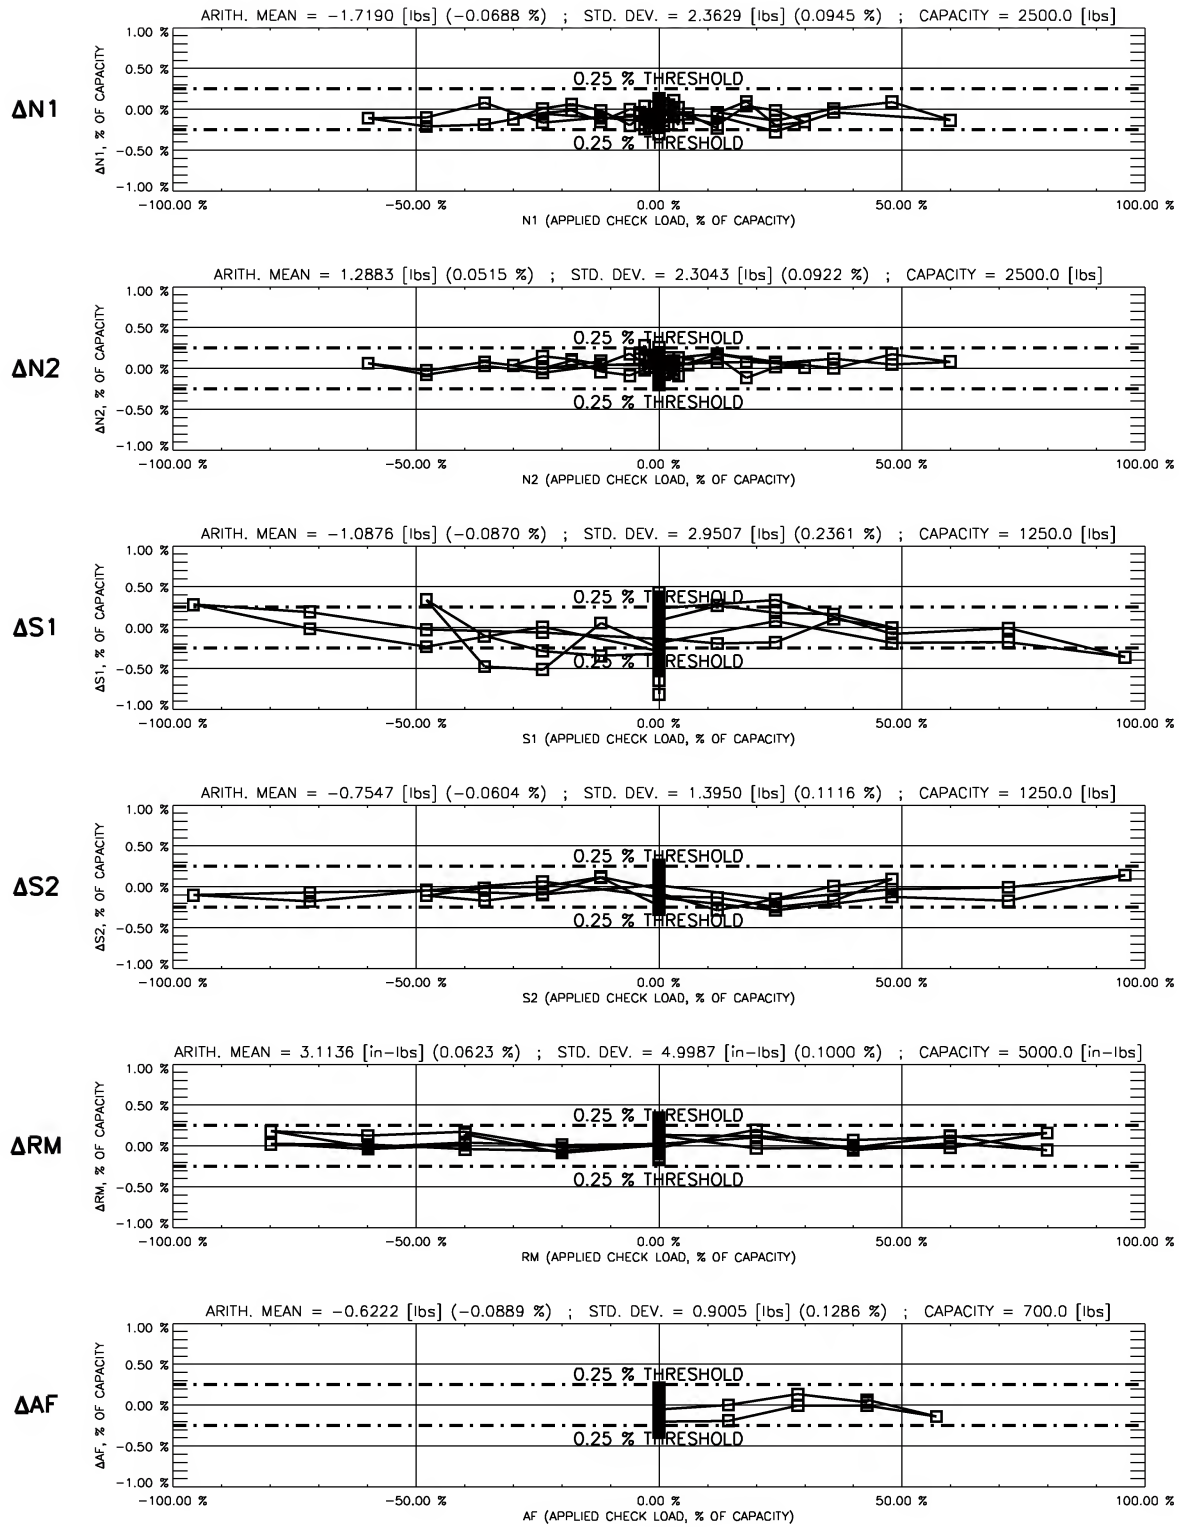 ARITH. MEAN = −1.7190 [lbs] (−0.0688 %) ; STD. DEV. = 2.3629 [lbs] (0.0945 %) ; CAPACITY = 2500.0 [lbs]
ΔN1
ΔN1, % OF CAPACITY
1.00 %
0.50 %
0.00 %
−0.50 %
−1.00 %
0.25 % THRESHOLD
0.25 % THRESHOLD
−100.00 % −50.00 % 0.00 % 50.00 % 100.00 %
N1 (APPLIED CHECK LOAD, % OF CAPACITY)
ARITH. MEAN = 1.2883 [lbs] (0.0515 %) ; STD. DEV. = 2.3043 [lbs] (0.0922 %) ; CAPACITY = 2500.0 [lbs]
ΔN2
ΔN2, % OF CAPACITY
1.00 %
0.50 %
0.00 %
−0.50 %
−1.00 %
0.25 % THRESHOLD
0.25 % THRESHOLD
−100.00 % −50.00 % 0.00 % 50.00 % 100.00 %
N2 (APPLIED CHECK LOAD, % OF CAPACITY)
ARITH. MEAN = −1.0876 [lbs] (−0.0870 %) ; STD. DEV. = 2.9507 [lbs] (0.2361 %) ; CAPACITY = 1250.0 [lbs]
ΔS1
ΔS1, % OF CAPACITY
1.00 %
0.50 %
0.00 %
−0.50 %
−1.00 %
0.25 % THRESHOLD
0.25 % THRESHOLD
−100.00 % −50.00 % 0.00 % 50.00 % 100.00 %
S1 (APPLIED CHECK LOAD, % OF CAPACITY)
ARITH. MEAN = −0.7547 [lbs] (−0.0604 %) ; STD. DEV. = 1.3950 [lbs] (0.1116 %) ; CAPACITY = 1250.0 [lbs]
ΔS2
ΔS2, % OF CAPACITY
1.00 %
0.50 %
0.00 %
−0.50 %
−1.00 %
0.25 % THRESHOLD
0.25 % THRESHOLD
−100.00 % −50.00 % 0.00 % 50.00 % 100.00 %
S2 (APPLIED CHECK LOAD, % OF CAPACITY)
ARITH. MEAN = 3.1136 [in−lbs] (0.0623 %) ; STD. DEV. = 4.9987 [in−lbs] (0.1000 %) ; CAPACITY = 5000.0 [in−lbs]
ΔRM
ΔRM, % OF CAPACITY
1.00 %
0.50 %
0.00 %
−0.50 %
−1.00 %
0.25 % THRESHOLD
0.25 % THRESHOLD
−100.00 % −50.00 % 0.00 % 50.00 % 100.00 %
RM (APPLIED CHECK LOAD, % OF CAPACITY)
ARITH. MEAN = −0.6222 [lbs] (−0.0889 %) ; STD. DEV. = 0.9005 [lbs] (0.1286 %) ; CAPACITY = 700.0 [lbs]
ΔAF
ΔAF, % OF CAPACITY
1.00 %
0.50 %
0.00 %
−0.50 %
−1.00 %
0.25 % THRESHOLD
0.25 % THRESHOLD
−100.00 % −50.00 % 0.00 % 50.00 % 100.00 %
AF (APPLIED CHECK LOAD, % OF CAPACITY)